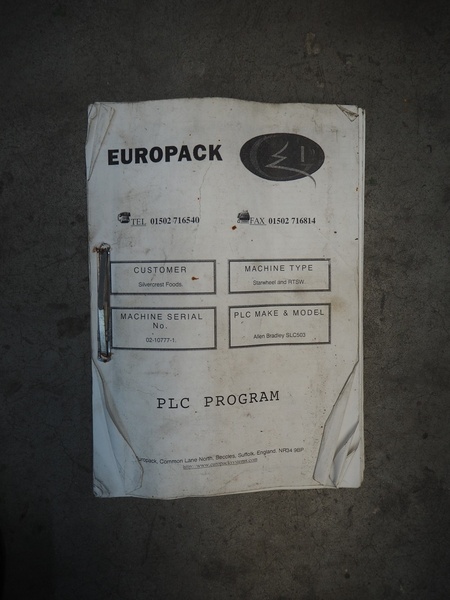 EUROPACK
TEL 01502 716540
FAX 01502 716814
CUSTOMER
Silvercrest Foods.
MACHINE TYPE
Starwheel and RTSW.
MACHINE SERIAL
No.
02-10777-1.
PLC MAKE & MODEL
Allen Bradley SLC503
PLC PROGRAM
Europack, Common Lane North, Beccles, Suffolk, England. NR34 9BP